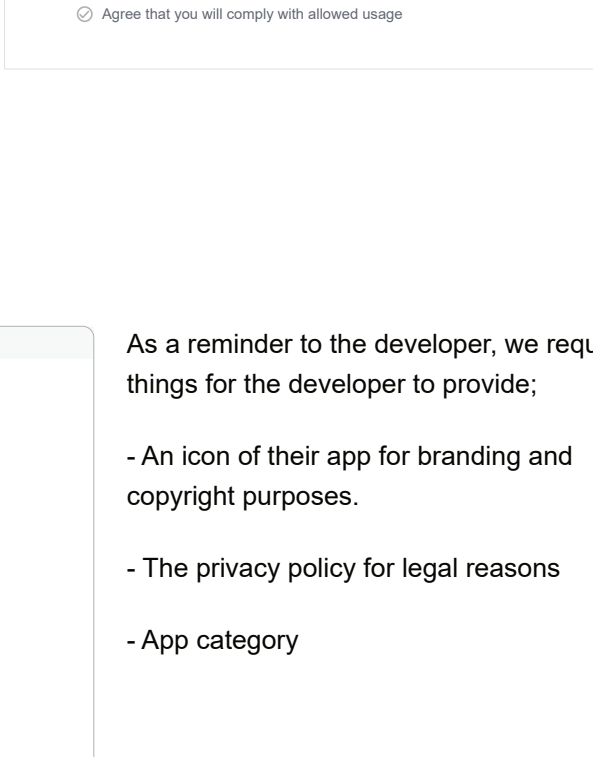 Agree that you will comply with allowed usage
As a reminder to the developer, we
things for the developer to provide;
- An icon of their app for branding and
copyright purposes.
- The privacy policy for legal reasons
- App category